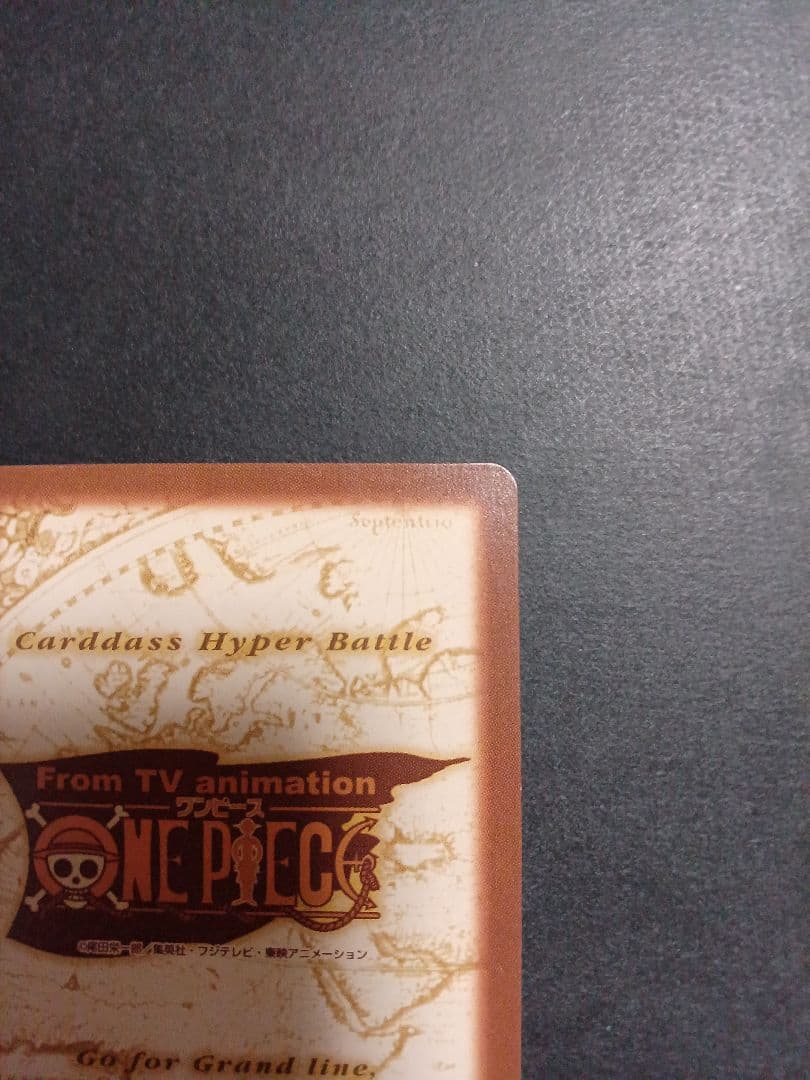 Septentrio
Carddass Hyper Battle
From TV animation
ワンピース
ONE PIECE
©尾田栄一郎／集英社・フジテレビ・東映アニメーション
Go for Grand line,